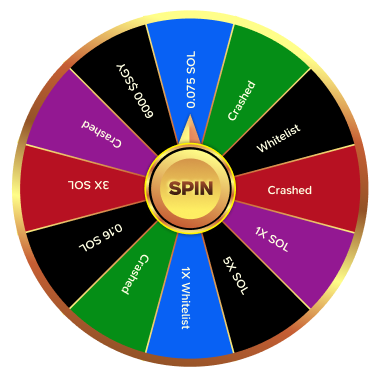 0.075 SOL
Crashed
Whitelist
Crashed
1X SOL
5X SOL
1X Whitelist
Crashed
0.16 SOL
3X SOL
Crashed
6000 $SGY
SPIN